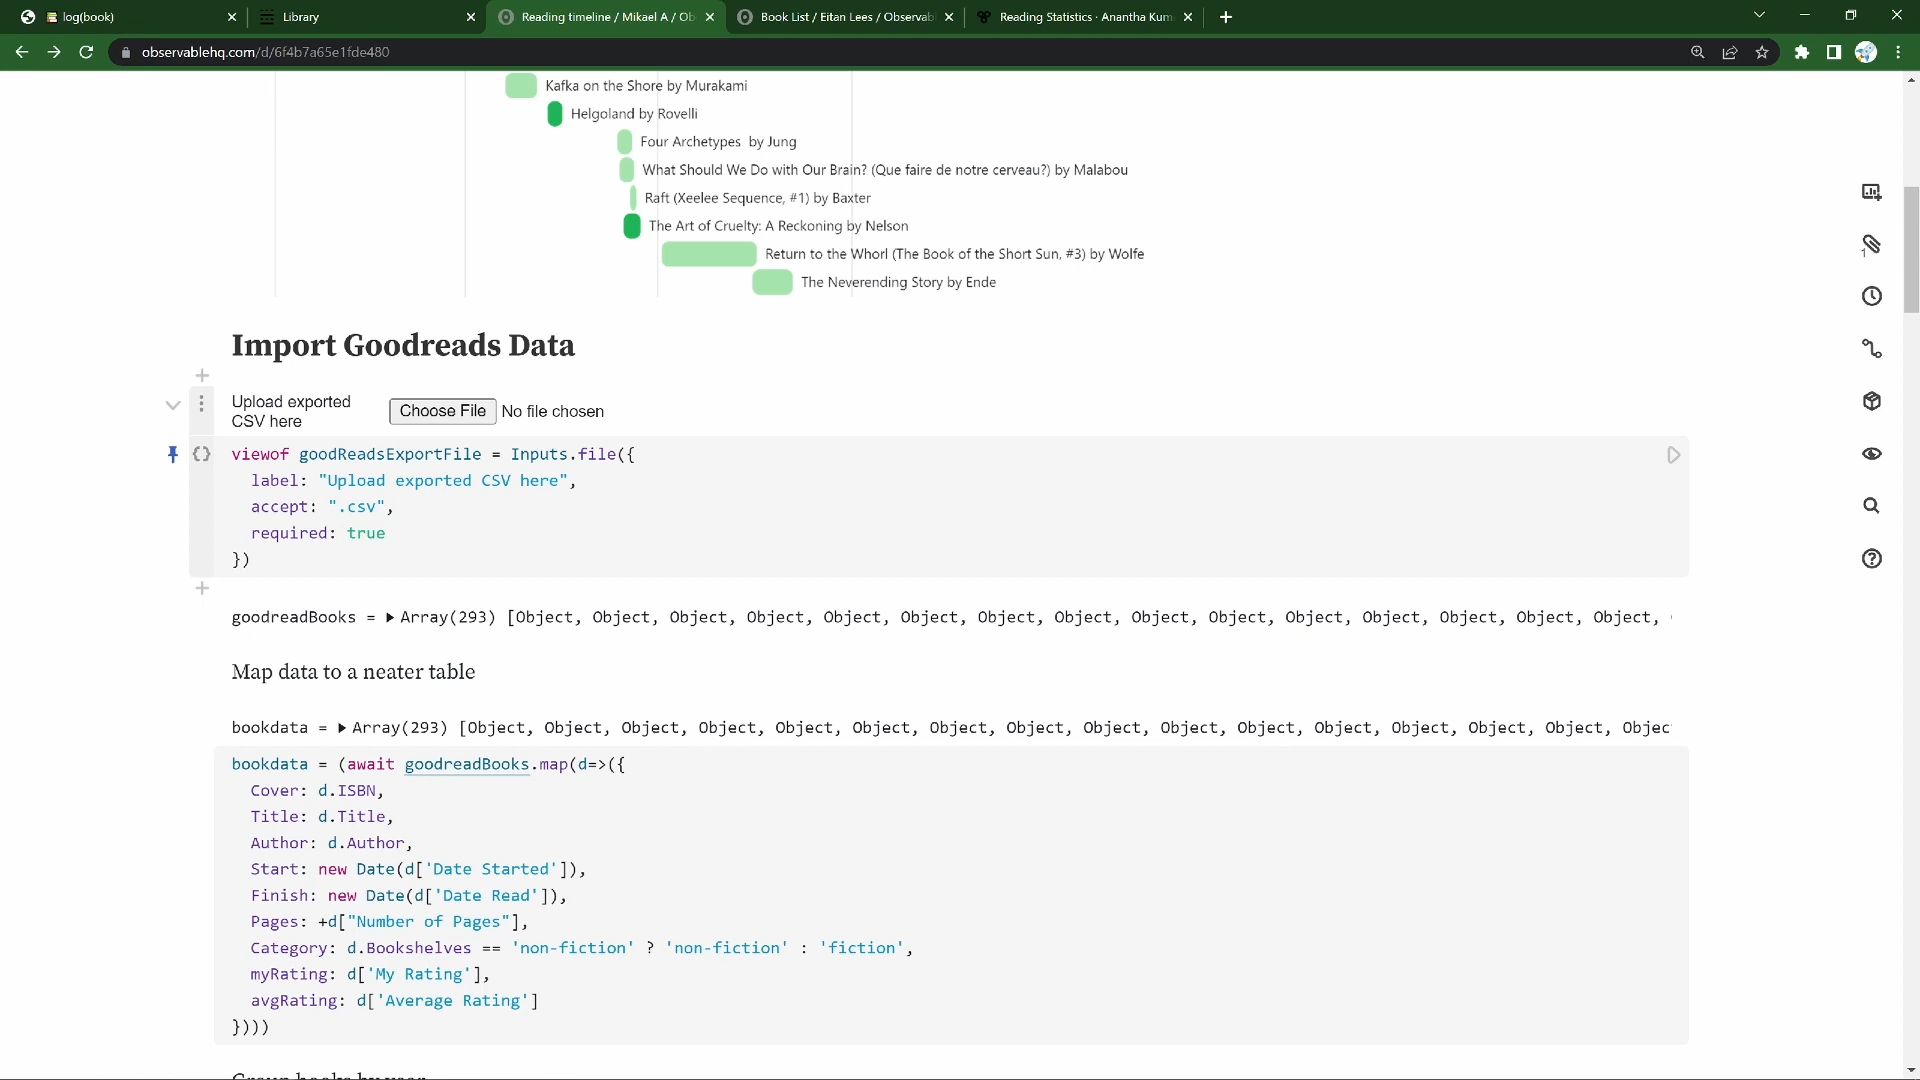 log(book)
Library
Reading timeline / Mikael A / Ob
Book List / Eitan Lees / Observab
Reading Statistics · Anantha Kum
observablehq.com/d/6f4b7a65e1fde480
Kafka on the Shore by Murakami
Helgoland by Rovelli
Four Archetypes by Jung
What Should We Do with Our Brain? (Que faire de notre cerveau?) by Malabou
Raft (Xeelee Sequence, #1) by Baxter
The Art of Cruelty: A Reckoning by Nelson
Return to the Whorl (The Book of the Short Sun, #3) by Wolfe
The Neverending Story by Ende
Import Goodreads Data
Upload exported
CSV here
Choose File No file chosen
viewof goodReadsExportFile = Inputs.file({
label: "Upload exported CSV here",
accept: ".csv",
required: true
})
goodreadBooks = Array(293) [Object, Object, Object, Object, Object, Object, Object, Object, Object, Object, Object, Object, Object, Object, Object,
Map data to a neater table
bookdata = Array(293) [Object, Object, Object, Object, Object, Object, Object, Object, Object, Object, Object, Object, Object, Object, Object, Objec
bookdata = (await goodreadBooks.map(d=>({
Cover: d.ISBN,
Title: d.Title,
Author: d.Author,
Start: new Date(d['Date Started']),
Finish: new Date(d['Date Read']),
Pages: +d["Number of Pages"],
Category: d.Bookshelves == 'non-fiction' ? 'non-fiction' : 'fiction',
myRating: d['My Rating'],
avgRating: d['Average Rating']
})))
1